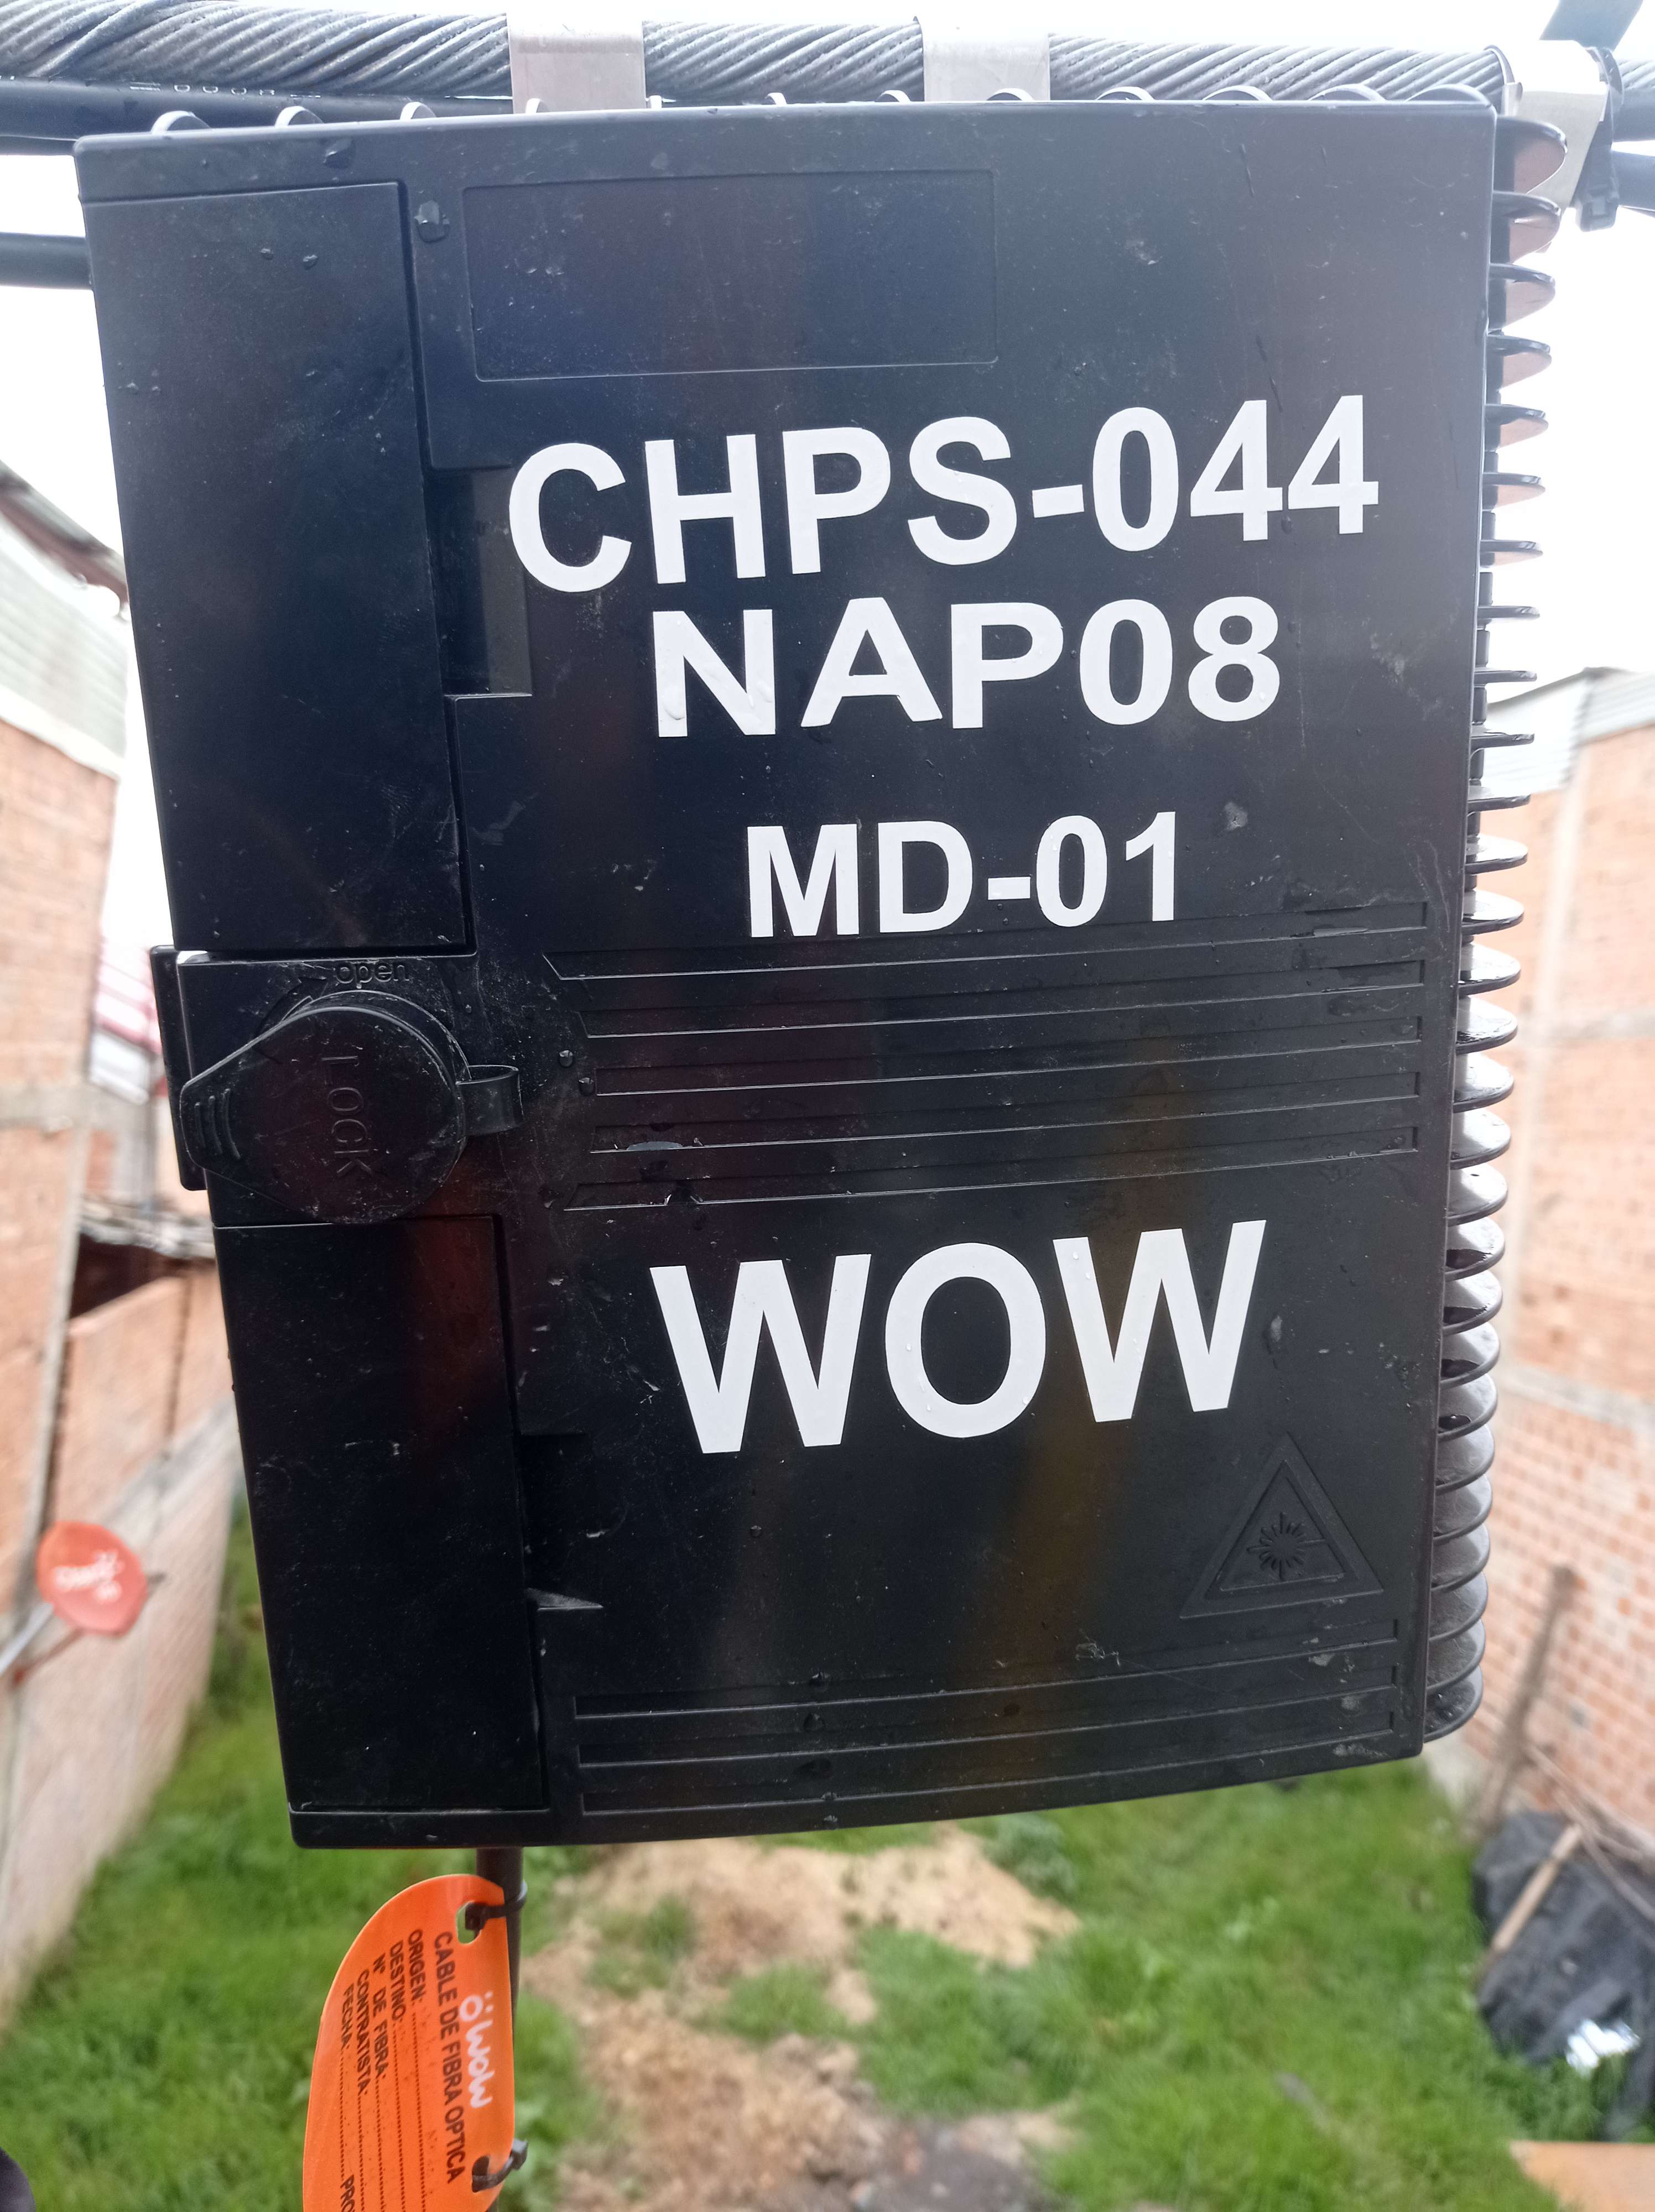 CHPS-044
NAP08
MD-01
open
LOCK
WOW
WOW
CABLE DE FIBRA OPTICA
ORIGEN:
DESTINO:
N° DE FIBRA:
CONTRATISTA:
FECHA: